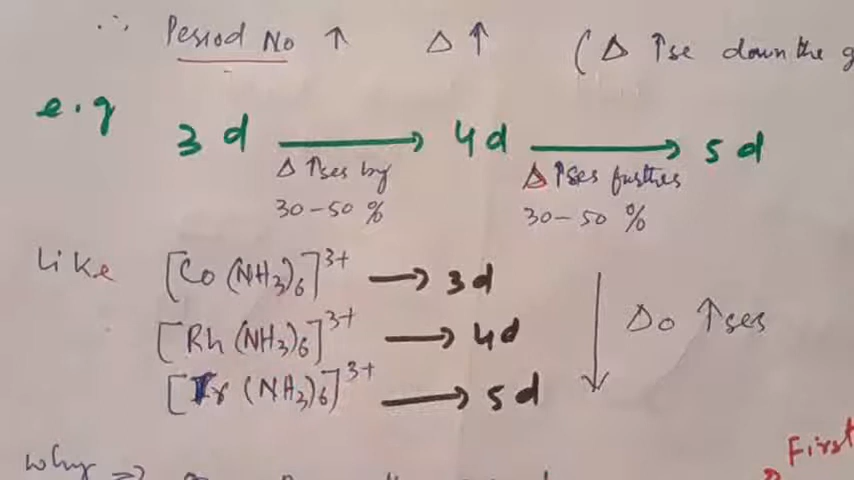 ∴ Period No ↑ Δ ↑ (Δ ↑se down the g
e.g 3d ⟶ 4d ⟶ 5d
Δ ↑ses by Δ ↑ses further
30-50 % 30-50 %
Like [Co(NH₃)₆]³⁺ ⟶ 3d
[Rh(NH₃)₆]³⁺ ⟶ 4d Δo ↑ses
[Ir(NH₃)₆]³⁺ ⟶ 5d
First
Why ⇒